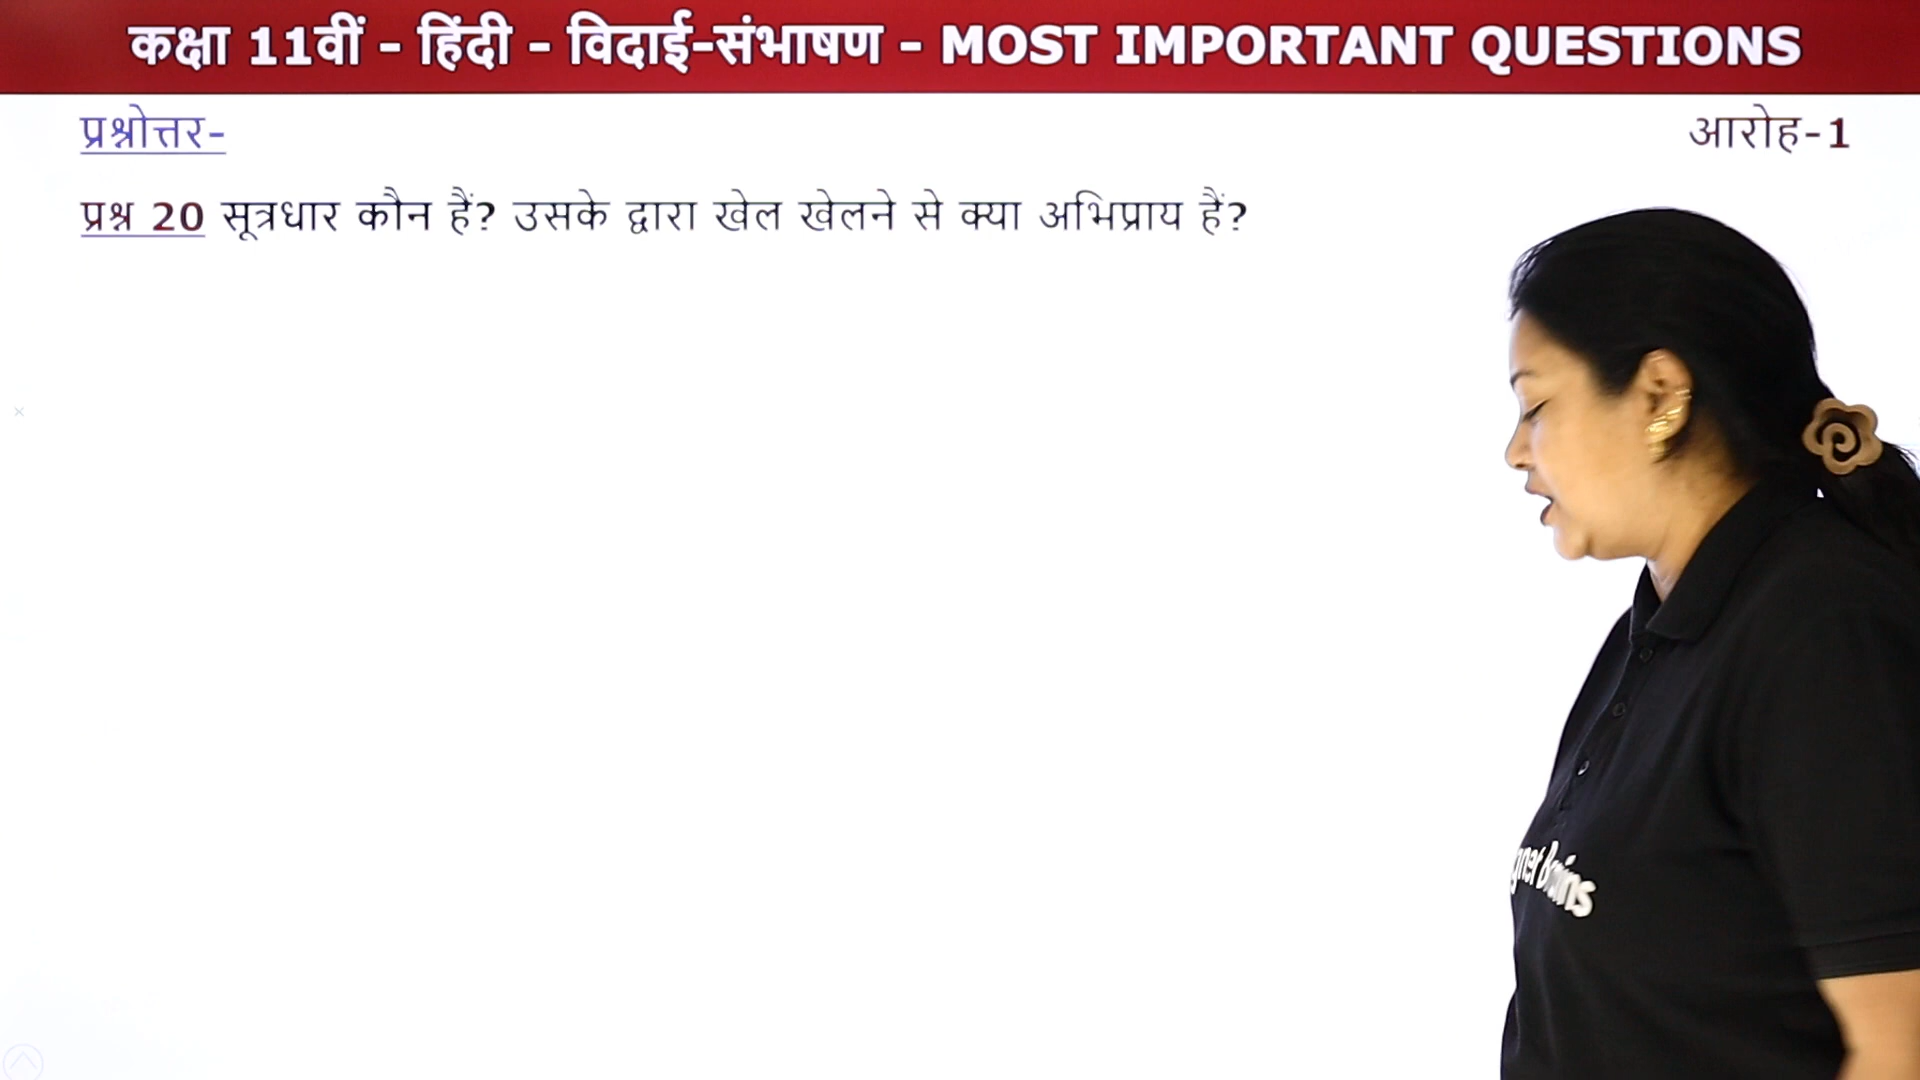 कक्षा 11वीं - हिंदी - विदाई-संभाषण - MOST IMPORTANT QUESTIONS
प्रश्नोत्तर-
आरोह-1
प्रश्न 20 सूत्रधार कौन हैं? उसके द्वारा खेल खेलने से क्या अभिप्राय हैं?